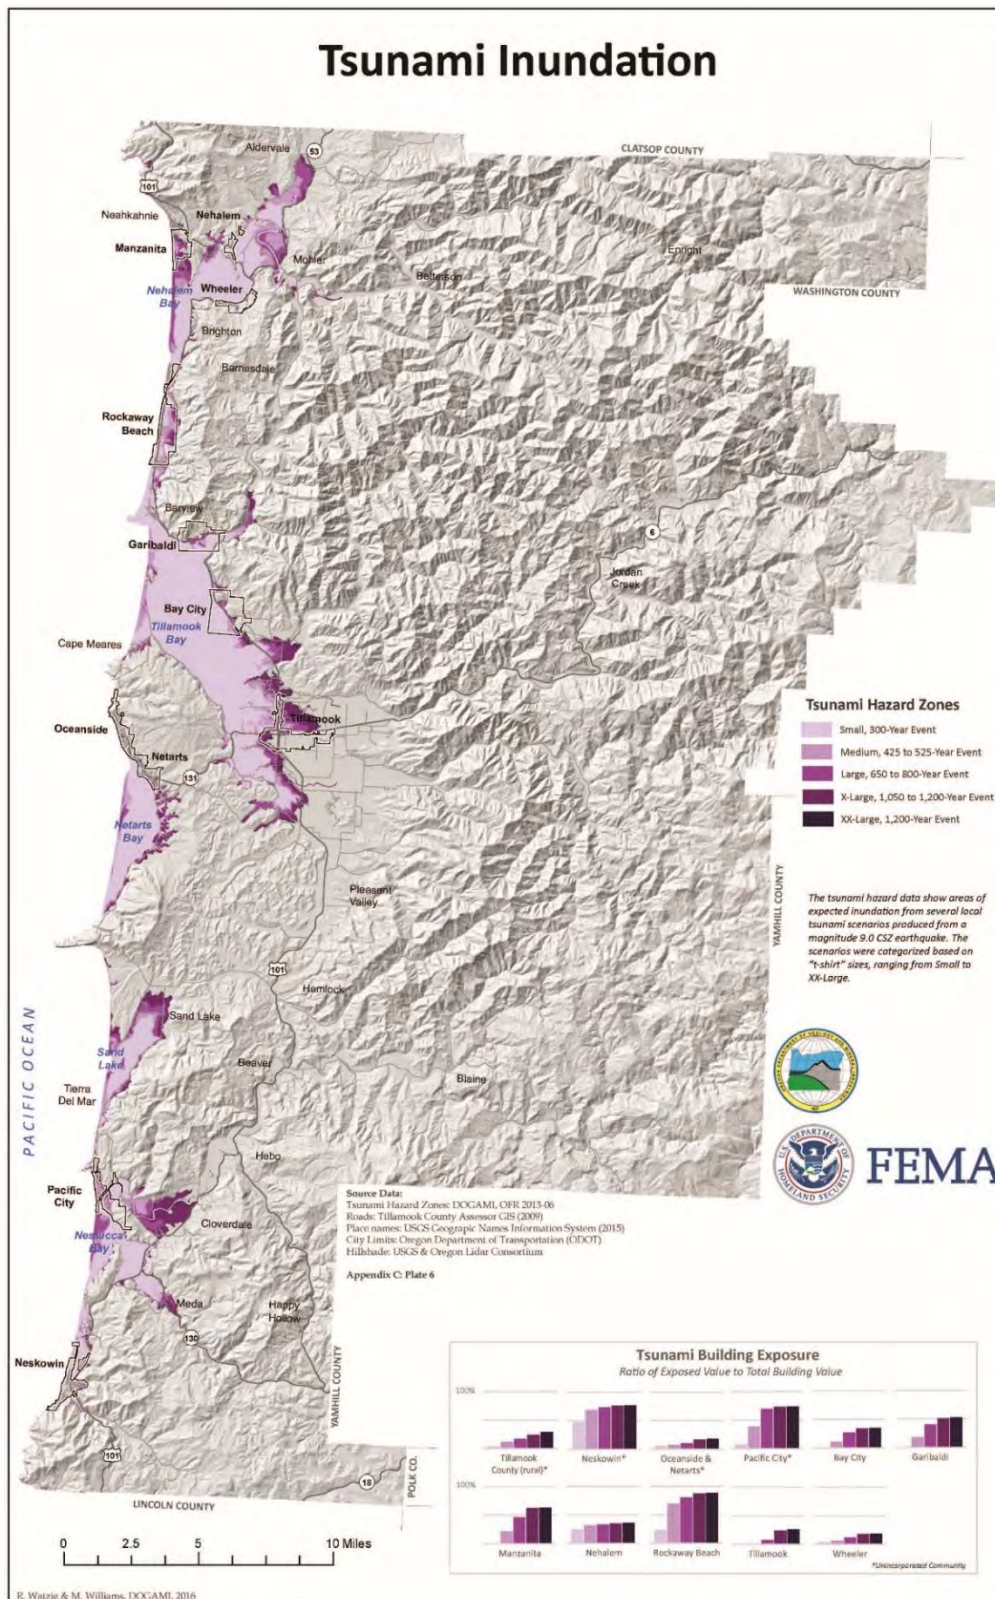 Tsunami Inundation
CLATSOP COUNTY
Aldervale
53
101
Neahkahnie
Nehalem
Manzanita
Mohler
Enright
Batterson
WASHINGTON COUNTY
Nehalem
Bay
Wheeler
Brighton
Barnesdale
Rockaway
Beach
Barview
Garibaldi
6
Jordan
Creek
Bay City
Tillamook
Bay
Cape Meares
Tillamook
Oceanside
Netarts
131
Netarts
Bay
Tsunami Hazard Zones
Small, 300-Year Event
Medium, 425 to 525-Year Event
Large, 650 to 800-Year Event
X-Large, 1,050 to 1,200-Year Event
XX-Large, 1,200-Year Event
Pleasant
Valley
YAMHILL COUNTY
The tsunami hazard data show areas of
expected inundation from several local
tsunami scenarios produced from a
magnitude 9.0 CSZ earthquake. The
scenarios were categorized based on
"t-shirt" sizes, ranging from Small to
XX-Large.
101
Hemlock
Sand Lake
PACIFIC OCEAN
Sand
Lake
Beaver
Blaine
Tierra
Del Mar
U.S. DEPARTMENT OF
HOMELAND SECURITY
FEMA
Hebo
Pacific
City
Cloverdale
Nestucca
Bay
Source Data:
Tsunami Hazard Zones: DOGAMI, OFR 2013-06
Roads: Tillamook County Assessor GIS (2009)
Place names: USGS Geograpic Names Information System (2015)
City Limits: Oregon Department of Transportation (ODOT)
Hillshade: USGS & Oregon Lidar Consortium
Appendix C: Plate 6
Meda
Happy
Hollow
130
Neskowin
YAMHILL COUNTY
101
18
POLK CO.
LINCOLN COUNTY
0 2.5 5 10 Miles
Tsunami Building Exposure
Ratio of Exposed Value to Total Building Value
100%
Tillamook
County (rural)*
Neskowin*
Oceanside &
Netarts*
Pacific City*
Bay City
Garibaldi
100%
Manzanita
Nehalem
Rockaway Beach
Tillamook
Wheeler
*Unincorporated Community
R. Watzig & M. Williams, DOGAMI, 2016